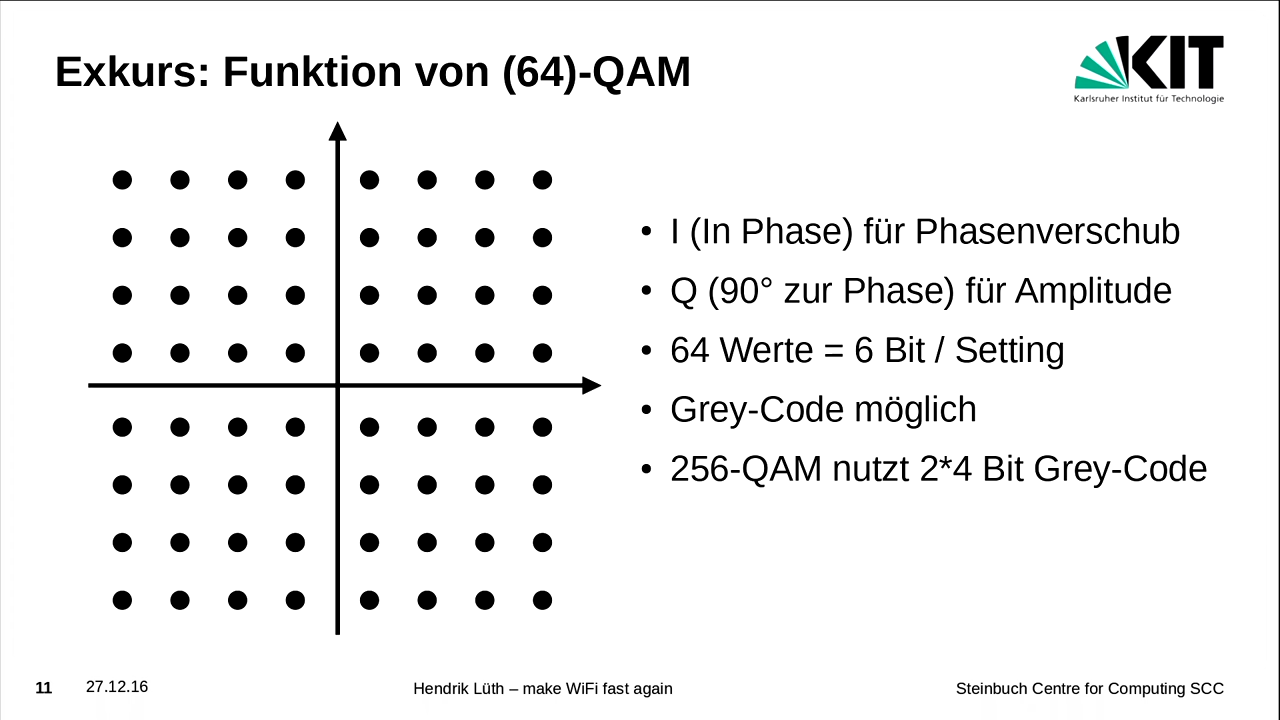 Exkurs: Funktion von (64)-QAM
KIT
Karlsruher Institut für Technologie
• I (In Phase) für Phasenverschub
• Q (90° zur Phase) für Amplitude
• 64 Werte = 6 Bit / Setting
• Grey-Code möglich
• 256-QAM nutzt 2*4 Bit Grey-Code
11 27.12.16 Hendrik Lüth – make WiFi fast again Steinbuch Centre for Computing SCC